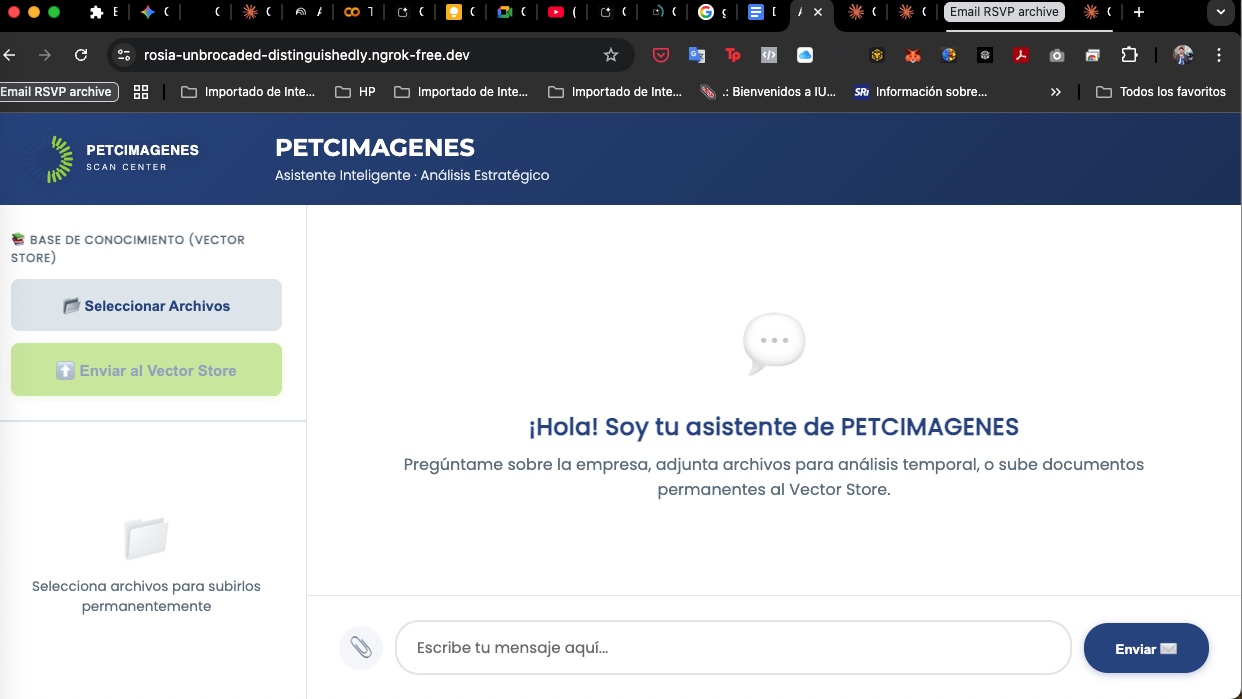 Email RSVP archive
rosia-unbrocaded-distinguishedly.ngrok-free.dev
Email RSVP archive
Importado de Inte...
HP
Importado de Inte...
Importado de Inte...
.: Bienvenidos a IU...
SRi
Información sobre...
»
Todos los favoritos
PETCIMAGENES
SCAN CENTER
PETCIMAGENES
Asistente Inteligente · Análisis Estratégico
BASE DE CONOCIMIENTO (VECTOR
STORE)
Seleccionar Archivos
Enviar al Vector Store
Selecciona archivos para subirlos
permanentemente
¡Hola! Soy tu asistente de PETCIMAGENES
Pregúntame sobre la empresa, adjunta archivos para análisis temporal, o sube documentos
permanentes al Vector Store.
Escribe tu mensaje aquí...
Enviar